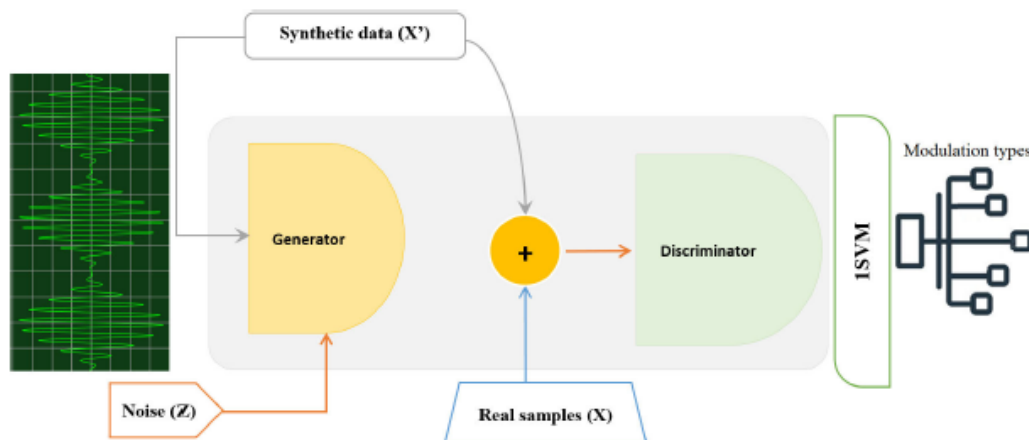 Synthetic data (X’)
Modulation types
Generator
+
Discriminator
1SVM
Noise (Z)
Real samples (X)